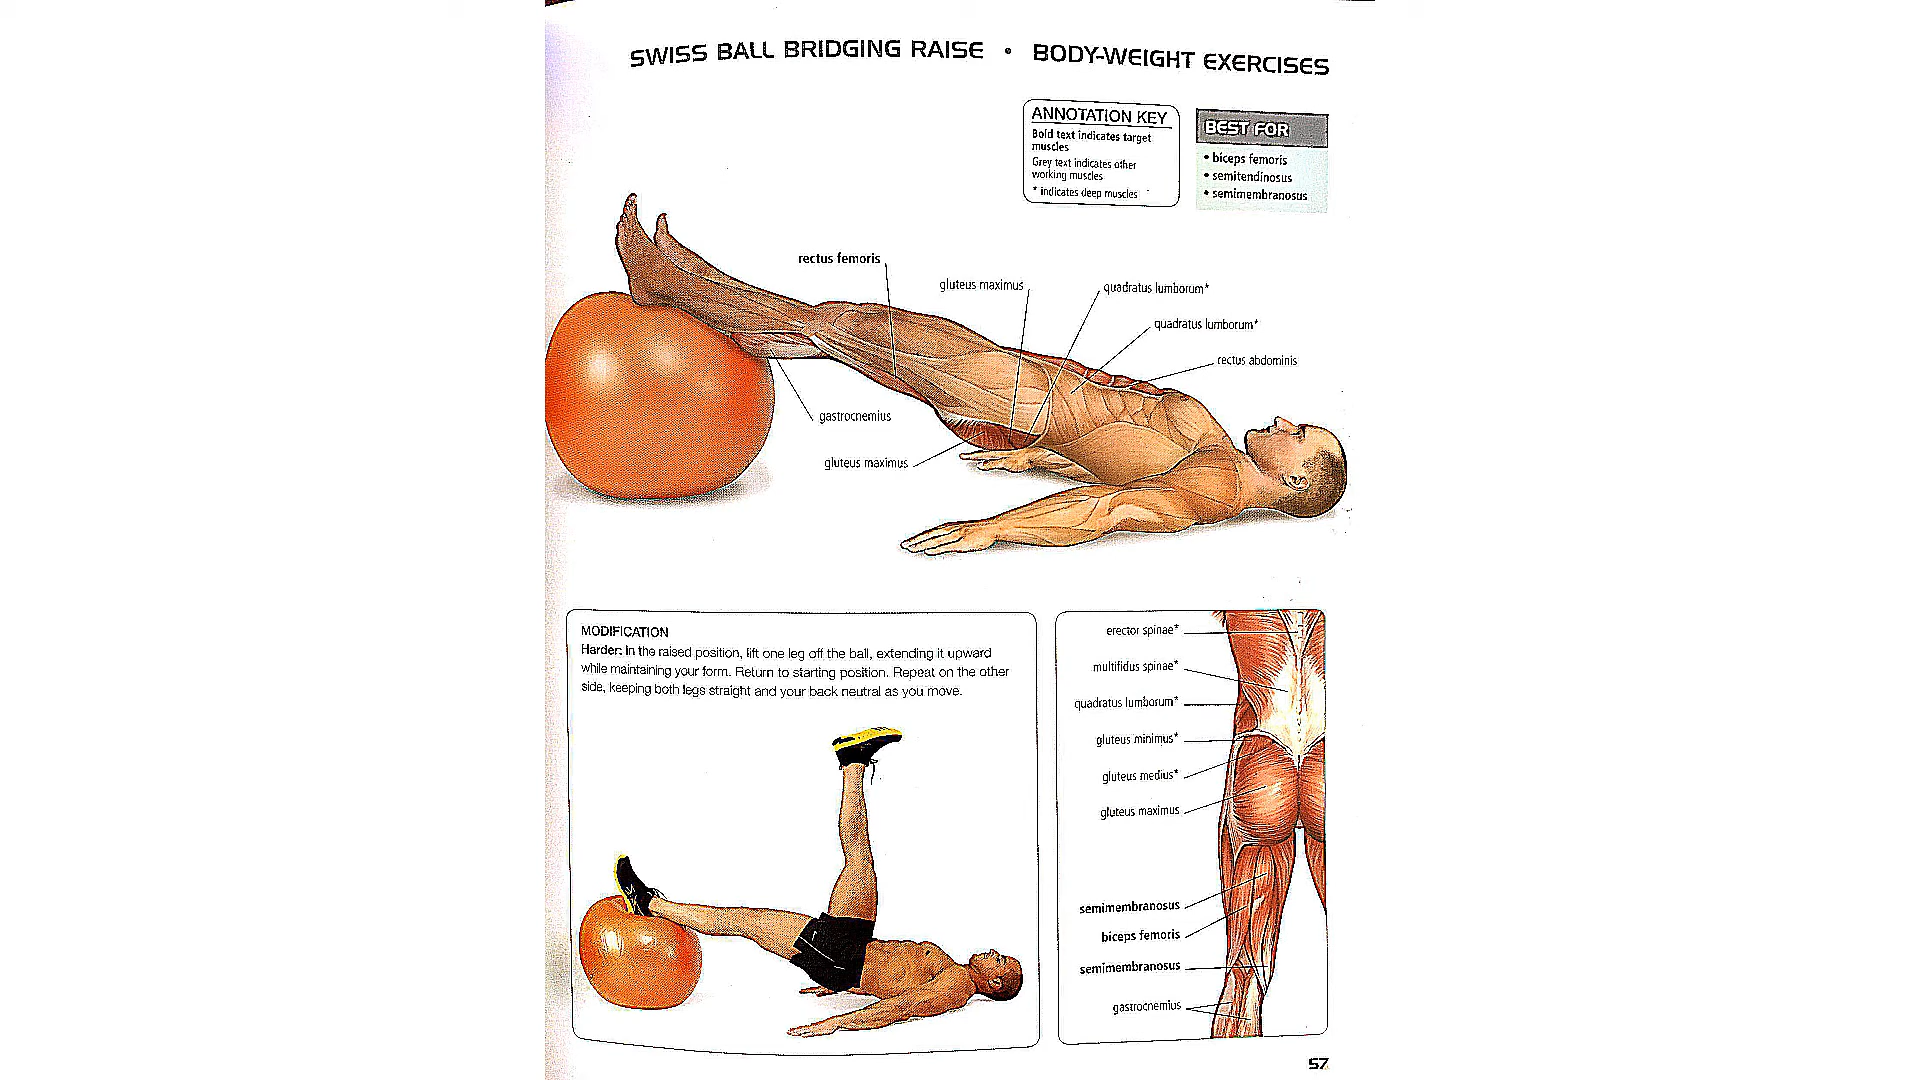 SWISS BALL BRIDGING RAISE • BODY-WEIGHT EXERCISES
ANNOTATION KEY
Bold text indicates target
muscles
Grey text indicates other
working muscles
* indicates deep muscles
BEST FOR
• biceps femoris
• semitendinosus
• semimembranosus
rectus femoris
gluteus maximus
quadratus lumborum*
quadratus lumborum*
rectus abdominis
gastrocnemius
gluteus maximus
MODIFICATION
Harder: In the raised position, lift one leg off the ball, extending it upward
while maintaining your form. Return to starting position. Repeat on the other
side, keeping both legs straight and your back neutral as you move.
erector spinae*
multifidus spinae*
quadratus lumborum*
gluteus minimus*
gluteus medius*
gluteus maximus
semimembranosus
biceps femoris
semimembranosus
gastrocnemius
57